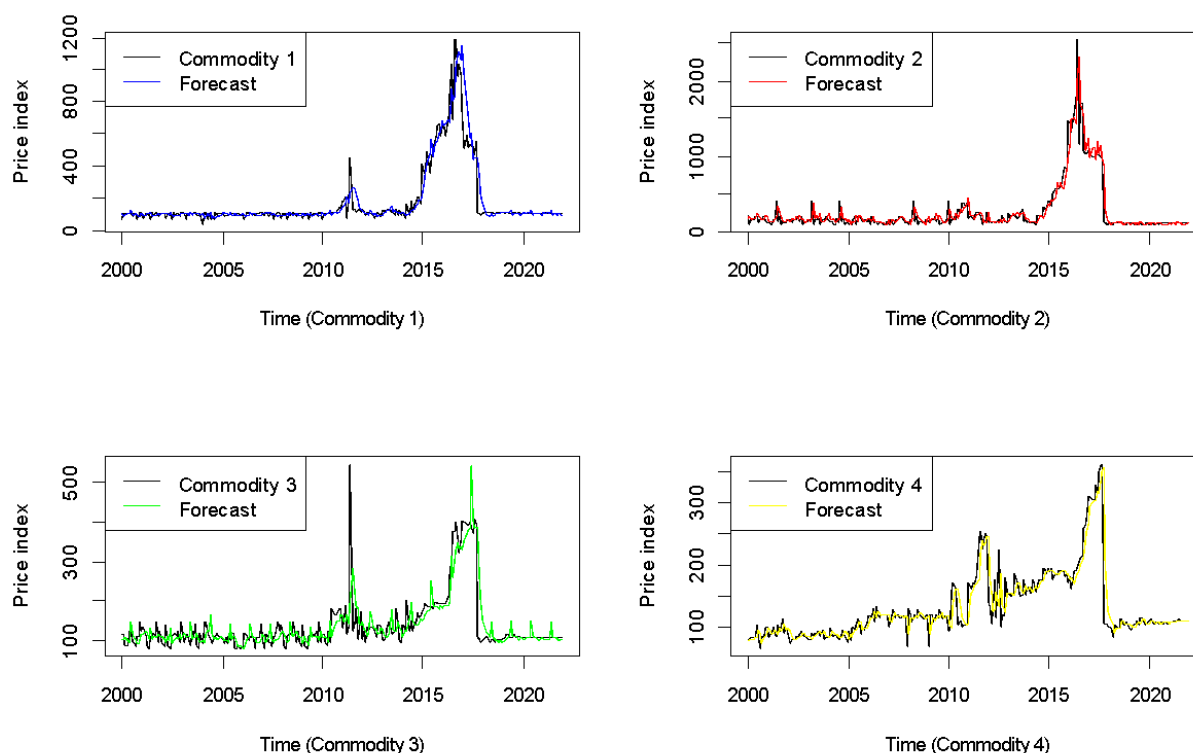 Commodity 1
Forecast
Price index
0 400 800 1200
2000 2005 2010 2015 2020
Time (Commodity 1)
Commodity 2
Forecast
Price index
0 1000 2000
2000 2005 2010 2015 2020
Time (Commodity 2)
Commodity 3
Forecast
Price index
100 300 500
2000 2005 2010 2015 2020
Time (Commodity 3)
Commodity 4
Forecast
Price index
100 200 300
2000 2005 2010 2015 2020
Time (Commodity 4)